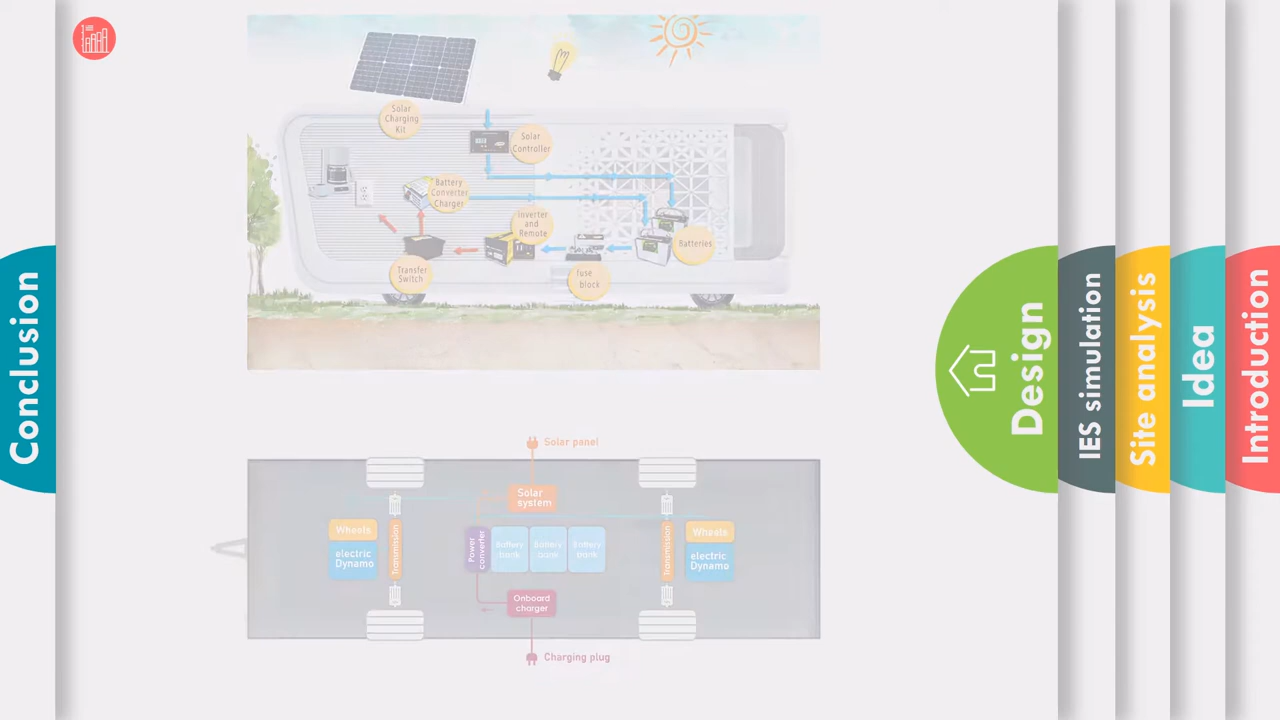 Conclusion
Solar
Charging
Kit
Solar
Controller
Battery
Converter
Charger
Inverter
and
Remote
Batteries
Transfer
Switch
fuse
block
Solar panel
Solar
system
Wheels
electric
Dynamo
Transmission
Power
converter
Battery
bank
Battery
bank
Battery
bank
Transmission
Wheels
electric
Dynamo
Onboard
charger
Charging plug
Design
IES simulation
Site analysis
Idea
Introduction